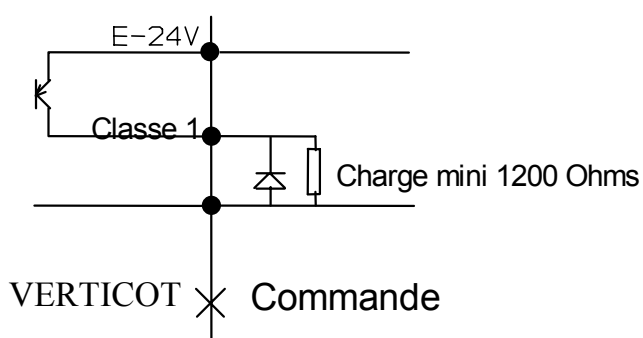 E-24V
Classe 1
Charge mini 1200 Ohms
VERTICOT Commande